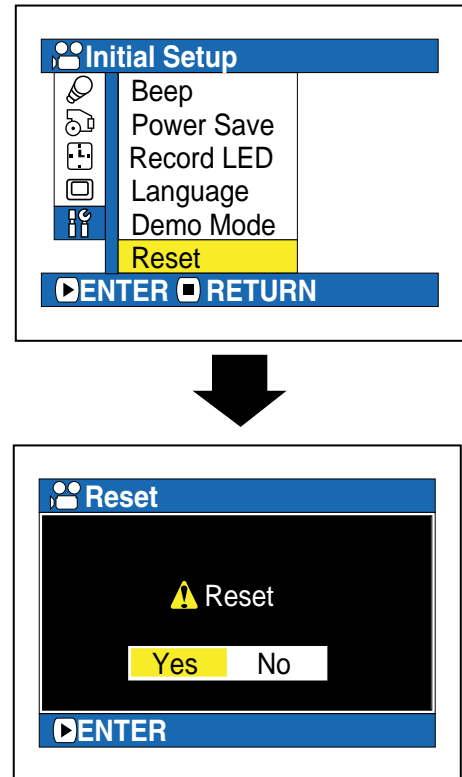 Initial Setup
Beep
Power Save
Record LED
Language
Demo Mode
Reset
ENTER RETURN
Reset
Reset
Yes No
ENTER